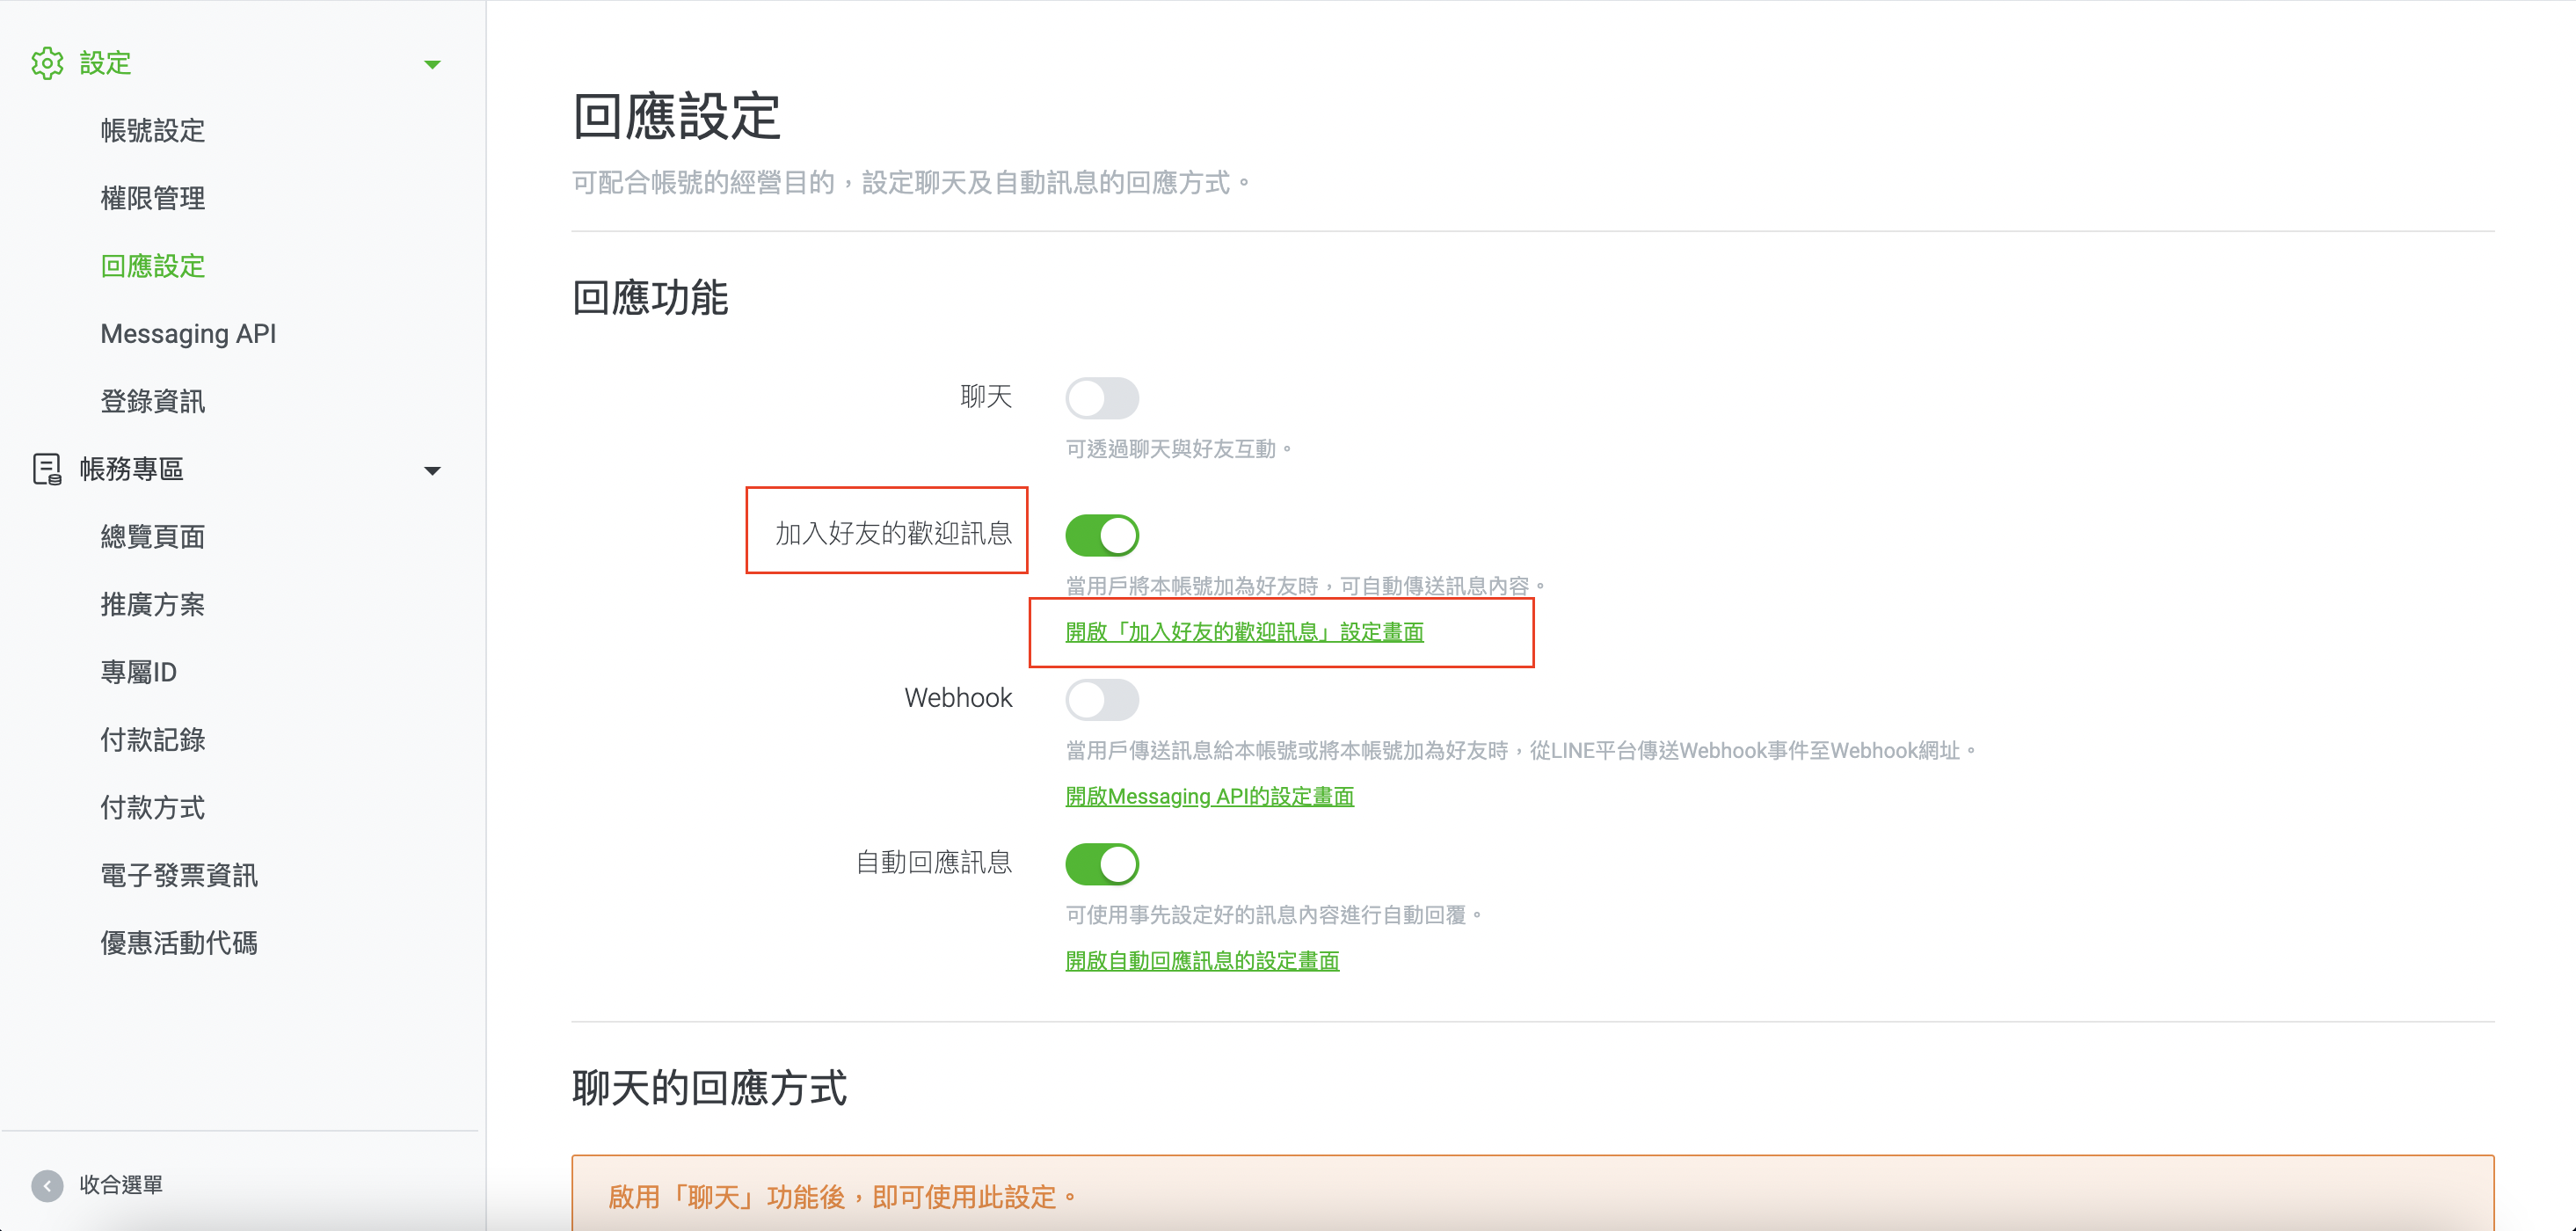 設定
帳號設定
權限管理
回應設定
Messaging API
登錄資訊
帳務專區
總覽頁面
推廣方案
專屬ID
付款記錄
付款方式
電子發票資訊
優惠活動代碼
收合選單
回應設定
可配合帳號的經營目的，設定聊天及自動訊息的回應方式。
回應功能
聊天
可透過聊天與好友互動。
加入好友的歡迎訊息
當用戶將本帳號加為好友時，可自動傳送訊息內容。
開啟「加入好友的歡迎訊息」設定畫面
Webhook
當用戶傳送訊息給本帳號或將本帳號加為好友時，從LINE平台傳送Webhook事件至Webhook網址。
開啟Messaging API的設定畫面
自動回應訊息
可使用事先設定好的訊息內容進行自動回覆。
開啟自動回應訊息的設定畫面
聊天的回應方式
啟用「聊天」功能後，即可使用此設定。